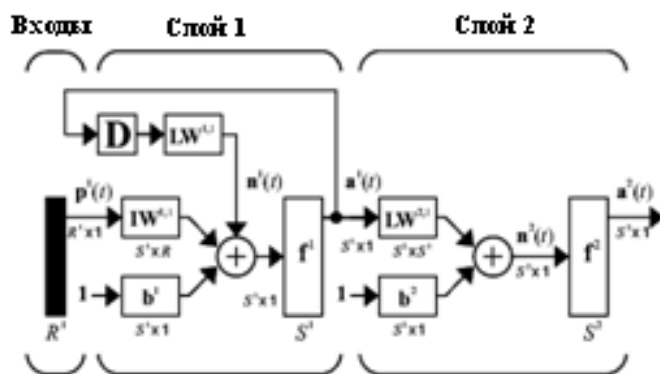 Входы Слой 1 Слой 2
D LW¹,¹
p¹(t) n¹(t) a¹(t) a²(t)
IW¹,¹ LW²,¹ n²(t)
R¹x1 S¹xR f¹ S¹x1 S²xS¹ S²x1 f² S²x1
1 b¹ S¹x1 1 b²
R¹ S¹x1 S¹ S²x1 S²